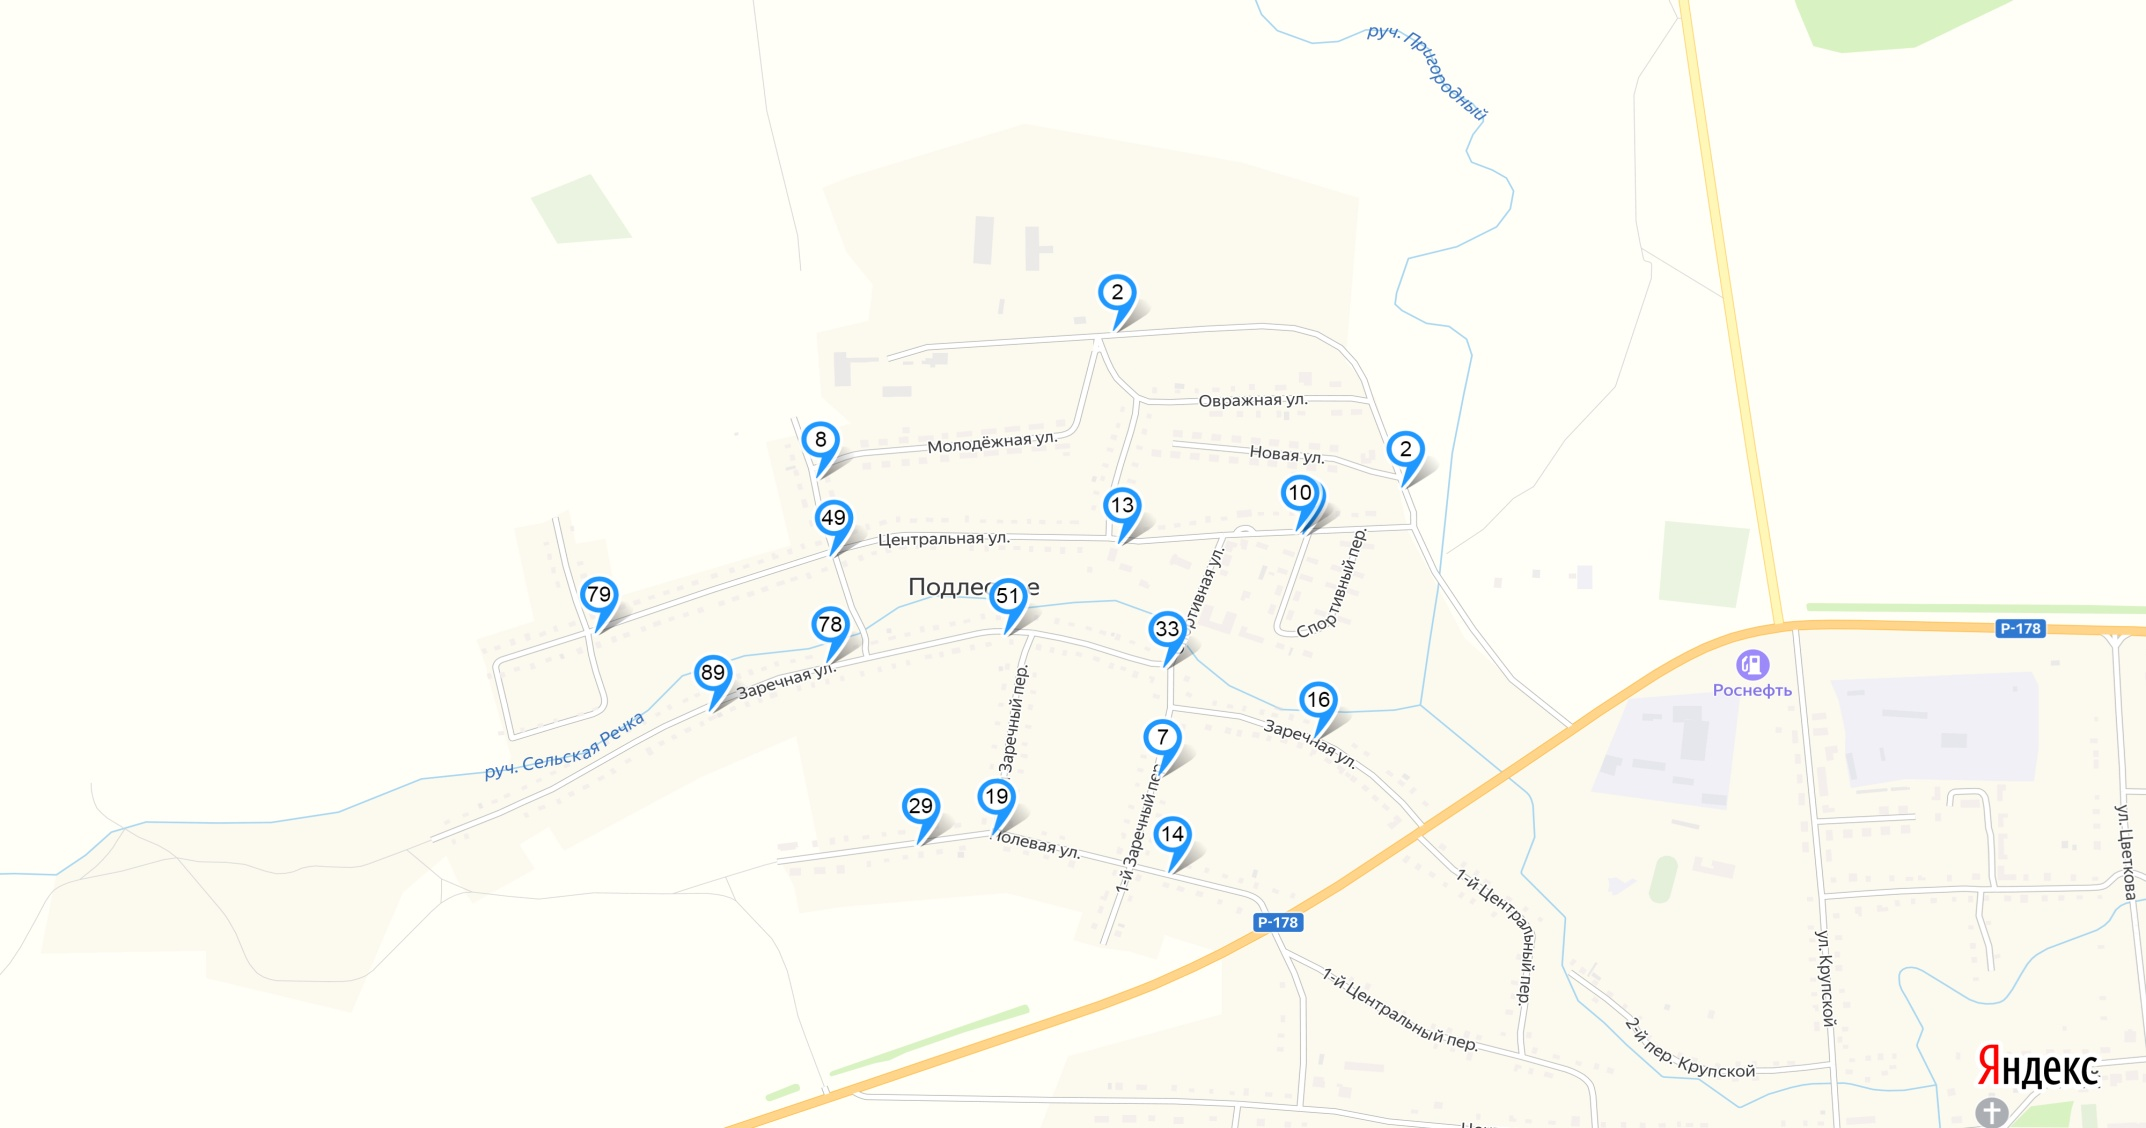 руч. Пригородный
2
Овражная ул.
8
Молодёжная ул.
2
Новая ул.
10
13
49
Центральная ул.
Спортивный пер.
79
51
78
33
89
Заречная ул.
16
Заречная ул.
руч. Сельская Речка
7
Заречный пер.
29
19
14
1-й Заречный пер.
Р-178
Роснефть
Р-178
1-й Центральный пер.
1-й Центральный пер.
ул. Цветкова
ул. Крупской
2-й пер. Крупской
Яндекс